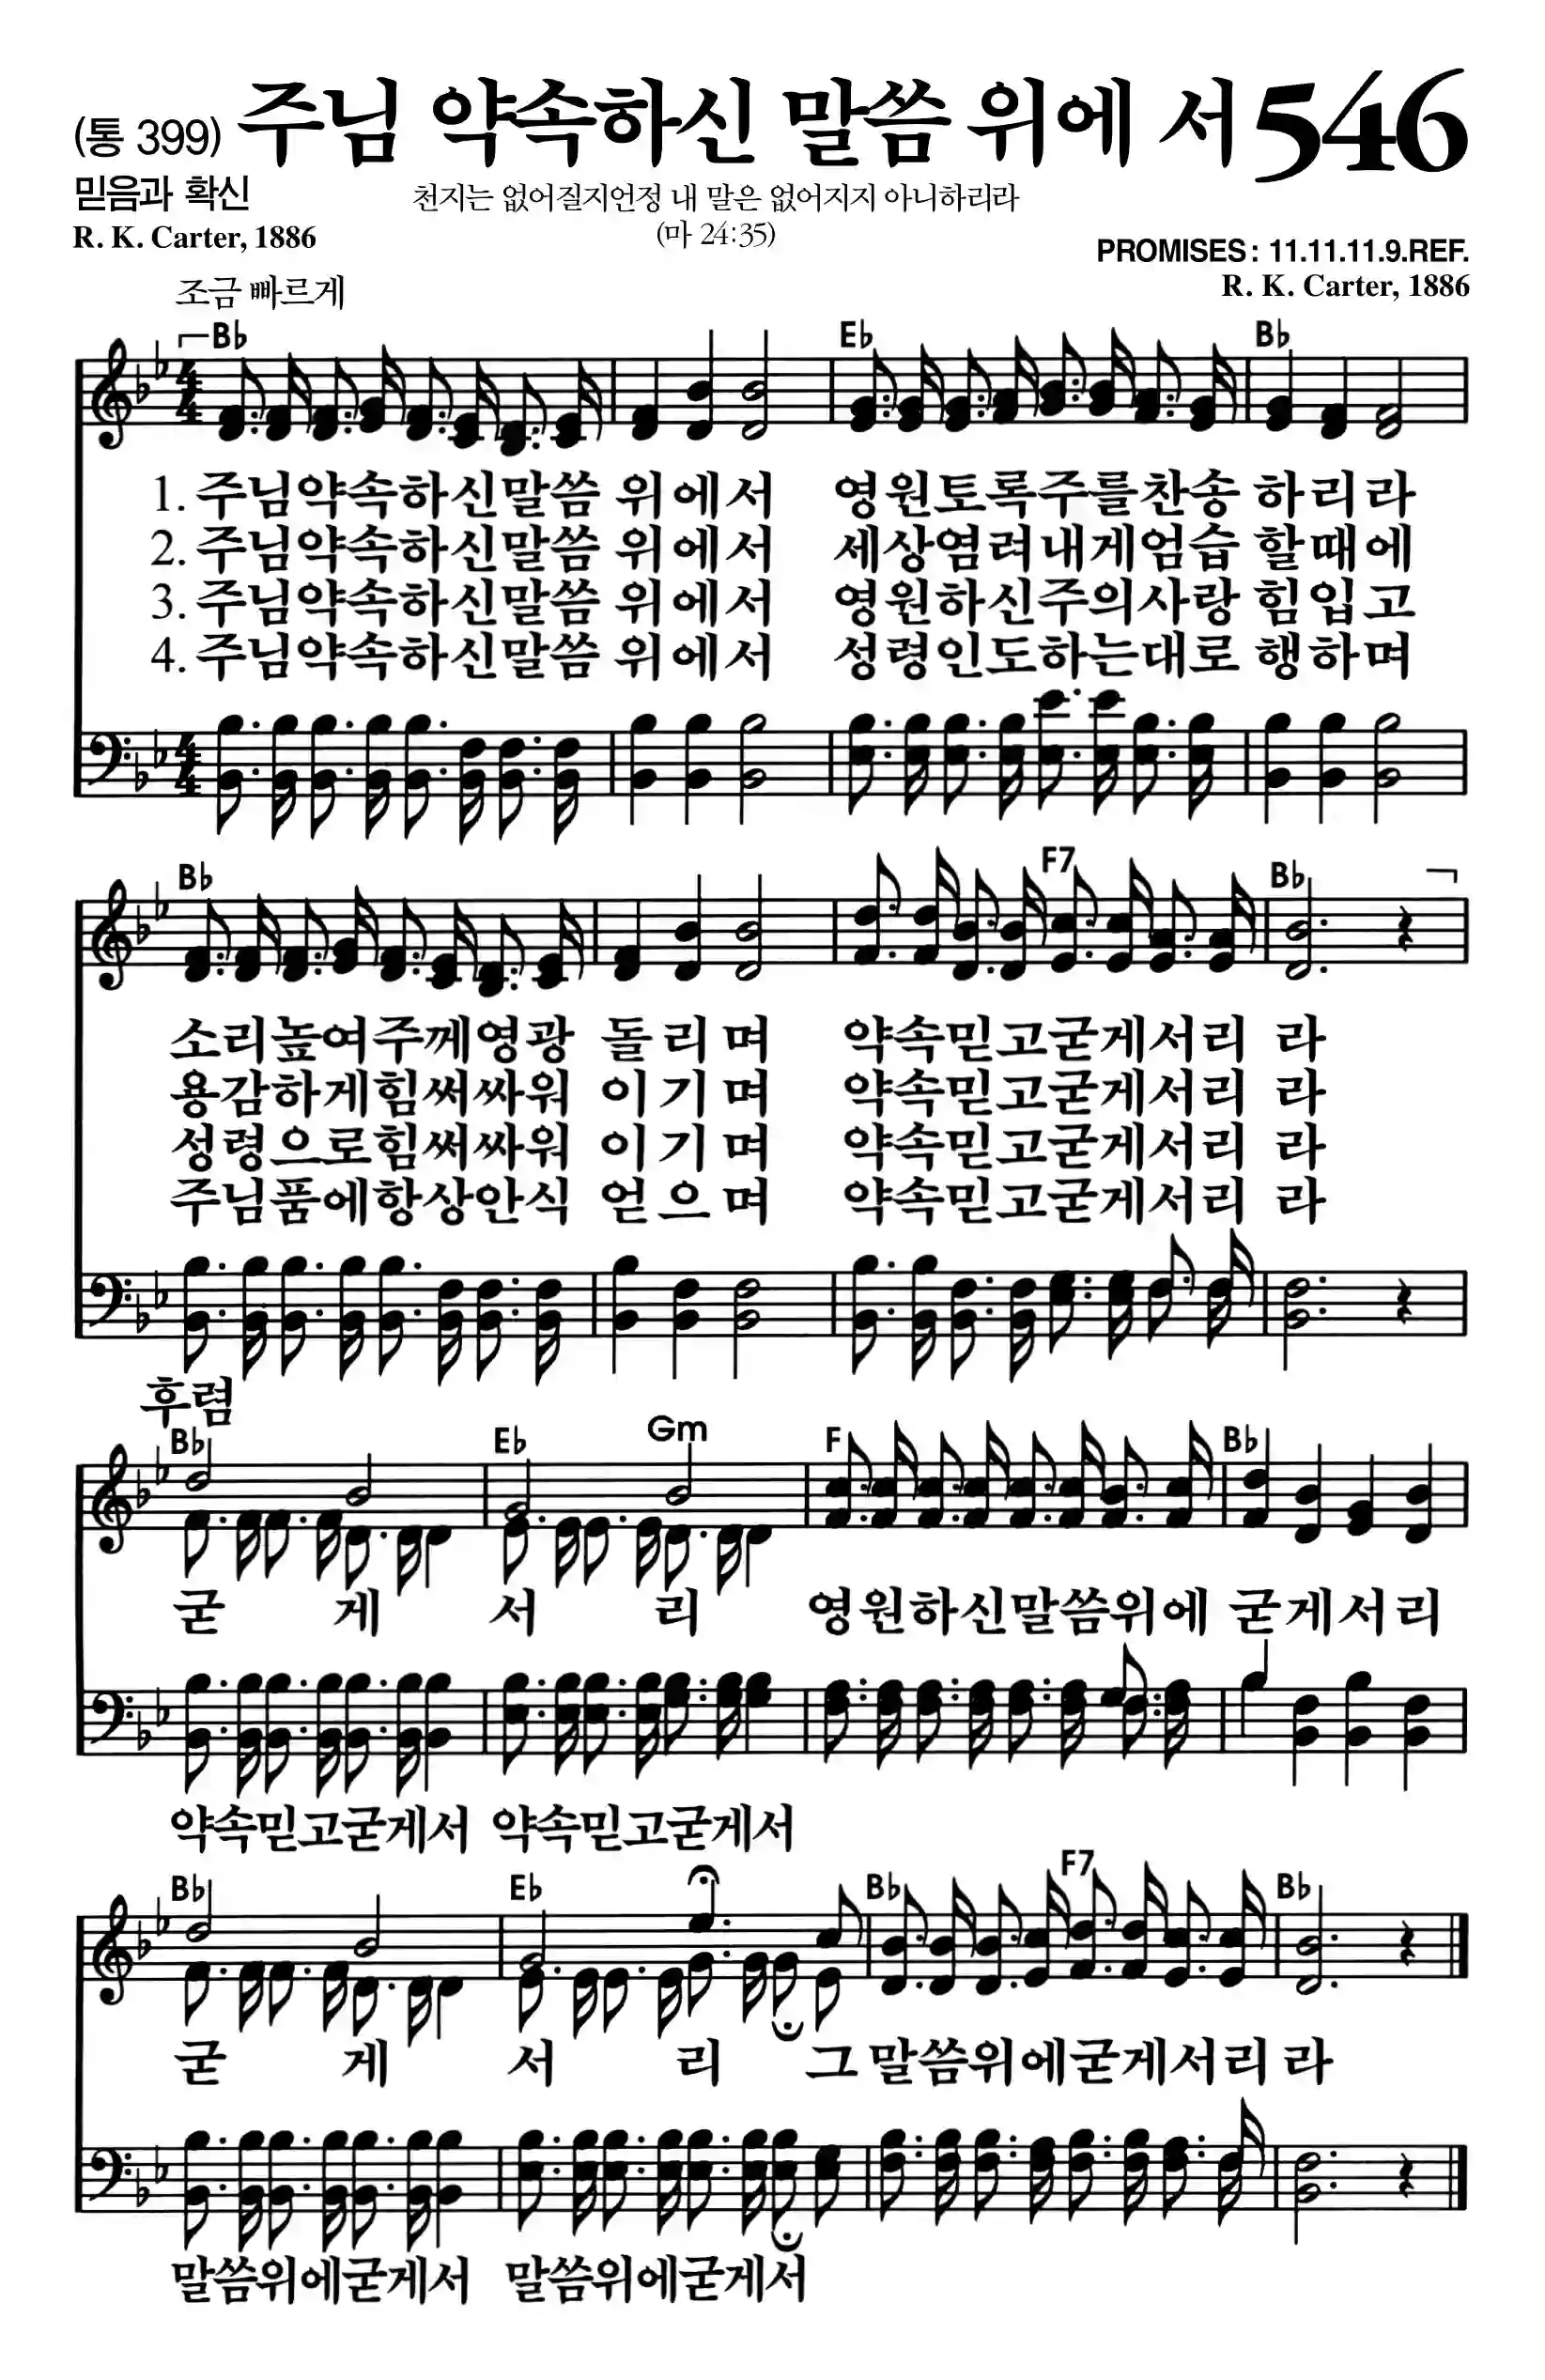 (통 399) 주님 약속하신 말씀 위에 서 546
믿음과 확신
천지는 없어질지언정 내 말은 없어지지 아니하리라
R. K. Carter, 1886
(마 24:35)
PROMISES: 11.11.11.9.REF.
R. K. Carter, 1886
조금 빠르게
B♭ E♭ B♭
1. 주님약속하신말씀 위에서 영원토록주를찬송 하리라
2. 주님약속하신말씀 위에서 세상염려내게엄습 할때에
3. 주님약속하신말씀 위에서 영원하신주의사랑 힘입고
4. 주님약속하신말씀 위에서 성령인도하는대로 행하며
B♭ F7 B♭
소리높여주께영광 돌리며 약속믿고굳게서리 라
용감하게힘써싸워 이기며 약속믿고굳게서리 라
성령으로힘써싸워 이기며 약속믿고굳게서리 라
주님품에항상안식 얻으며 약속믿고굳게서리 라
후렴
B♭ E♭ Gm F B♭
굳 게 서 리 영원하신말씀위에 굳게서리
약속믿고굳게서 약속믿고굳게서
B♭ E♭ B♭ F7 B♭
굳 게 서 리 그 말씀위에굳게서리 라
말씀위에굳게서 말씀위에굳게서